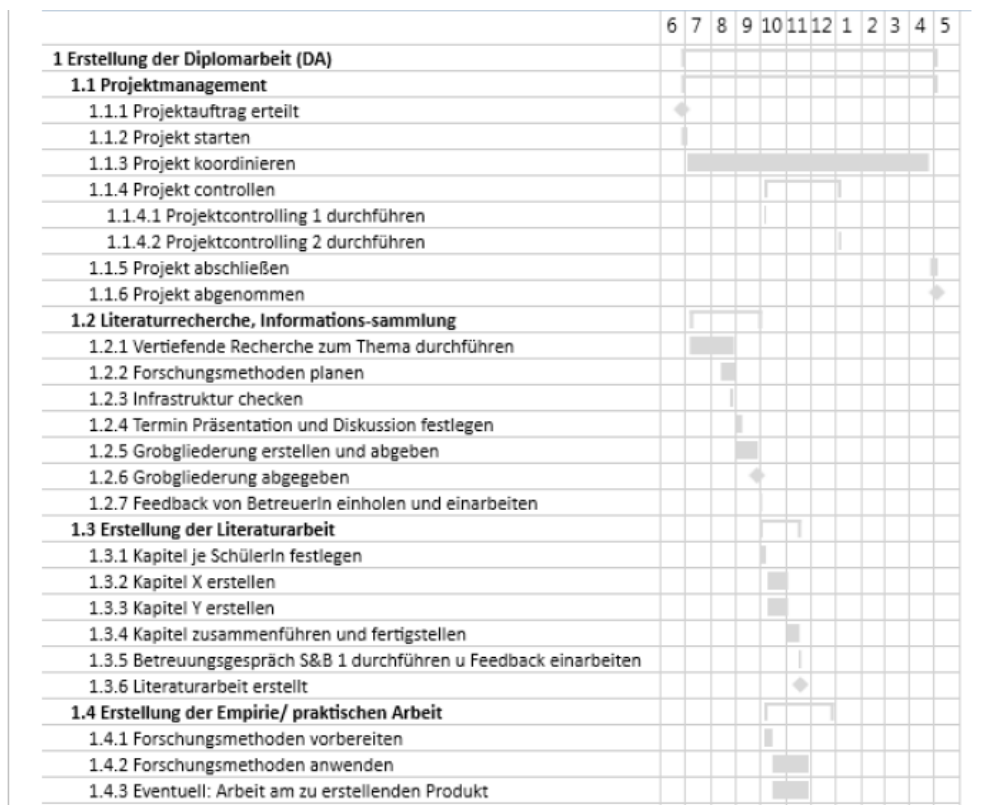 6 7 8 9 10 11 12 1 2 3 4 5
1 Erstellung der Diplomarbeit (DA)
1.1 Projektmanagement
1.1.1 Projektauftrag erteilt
1.1.2 Projekt starten
1.1.3 Projekt koordinieren
1.1.4 Projekt controllen
1.1.4.1 Projektcontrolling 1 durchführen
1.1.4.2 Projektcontrolling 2 durchführen
1.1.5 Projekt abschließen
1.1.6 Projekt abgenommen
1.2 Literaturrecherche, Informations-sammlung
1.2.1 Vertiefende Recherche zum Thema durchführen
1.2.2 Forschungsmethoden planen
1.2.3 Infrastruktur checken
1.2.4 Termin Präsentation und Diskussion festlegen
1.2.5 Grobgliederung erstellen und abgeben
1.2.6 Grobgliederung abgegeben
1.2.7 Feedback von BetreuerIn einholen und einarbeiten
1.3 Erstellung der Literaturarbeit
1.3.1 Kapitel je SchülerIn festlegen
1.3.2 Kapitel X erstellen
1.3.3 Kapitel Y erstellen
1.3.4 Kapitel zusammenführen und fertigstellen
1.3.5 Betreuungsgespräch S&B 1 durchführen u Feedback einarbeiten
1.3.6 Literaturarbeit erstellt
1.4 Erstellung der Empirie/ praktischen Arbeit
1.4.1 Forschungsmethoden vorbereiten
1.4.2 Forschungsmethoden anwenden
1.4.3 Eventuell: Arbeit am zu erstellenden Produkt